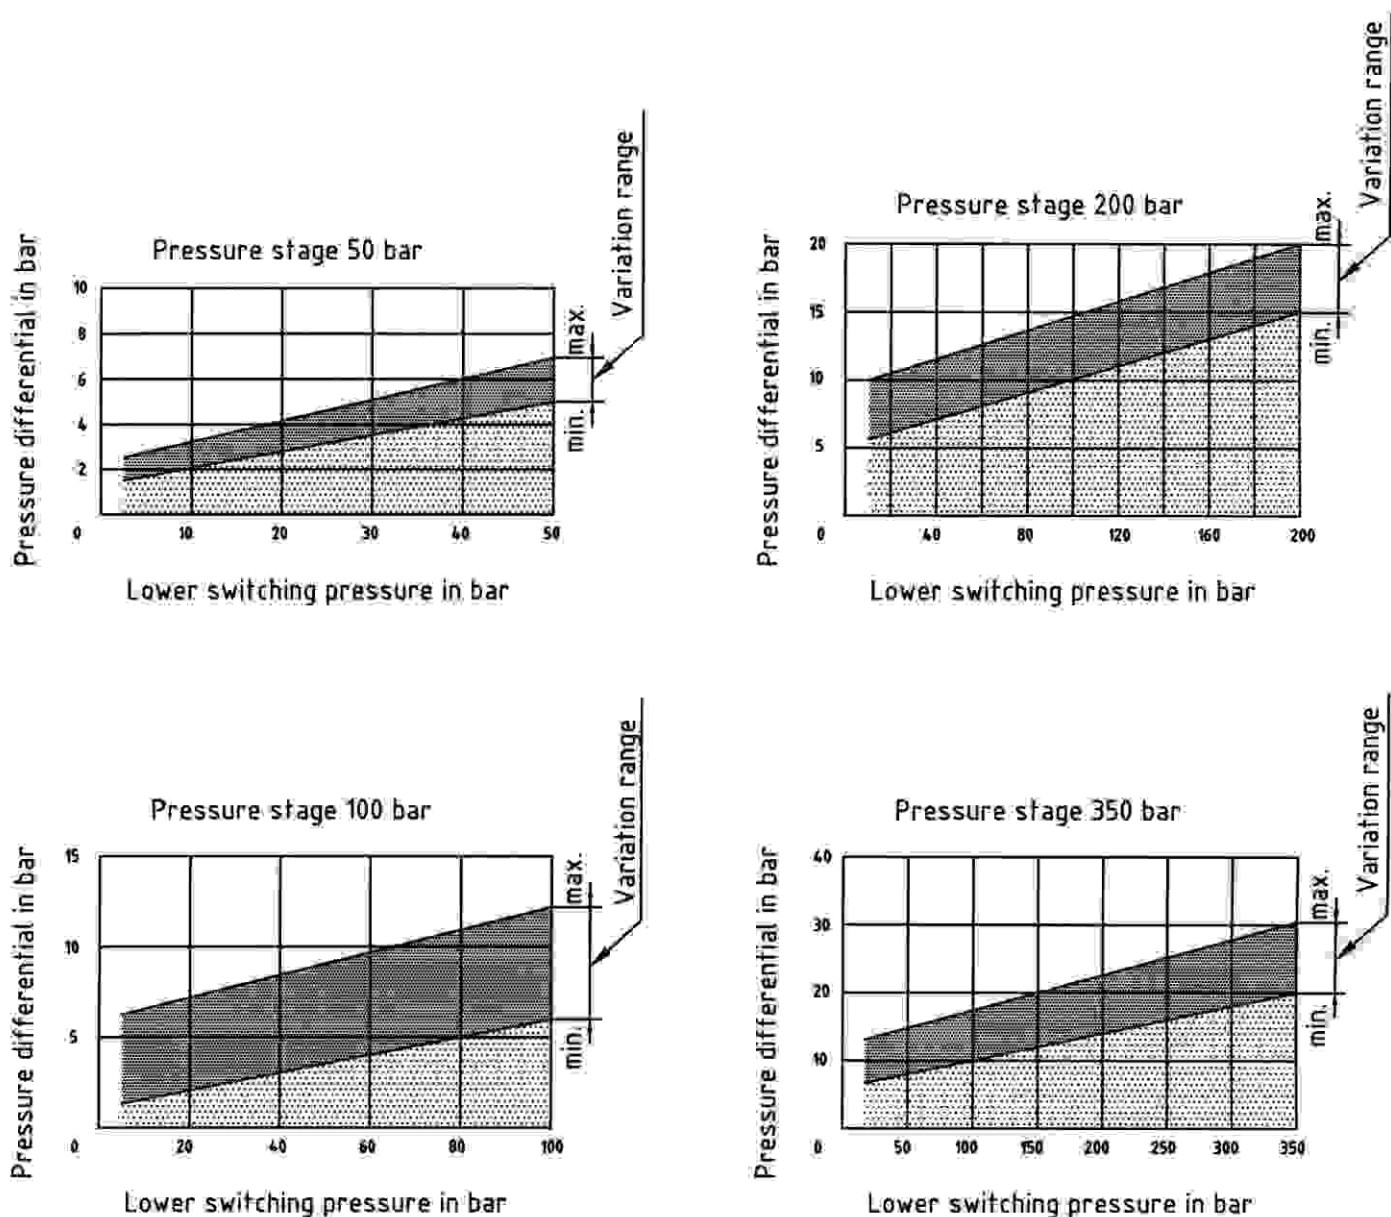 Pressure stage 50 bar
Pressure differential in bar
10
8
6
4
2
0
10
20
30
40
50
Lower switching pressure in bar
max.
min.
Variation range
Pressure stage 200 bar
Pressure differential in bar
20
15
10
5
0
40
80
120
160
200
Lower switching pressure in bar
max.
min.
Variation range
Pressure stage 100 bar
Pressure differential in bar
15
10
5
0
20
40
60
80
100
Lower switching pressure in bar
max.
min.
Variation range
Pressure stage 350 bar
Pressure differential in bar
40
30
20
10
0
50
100
150
200
250
300
350
Lower switching pressure in bar
max.
min.
Variation range